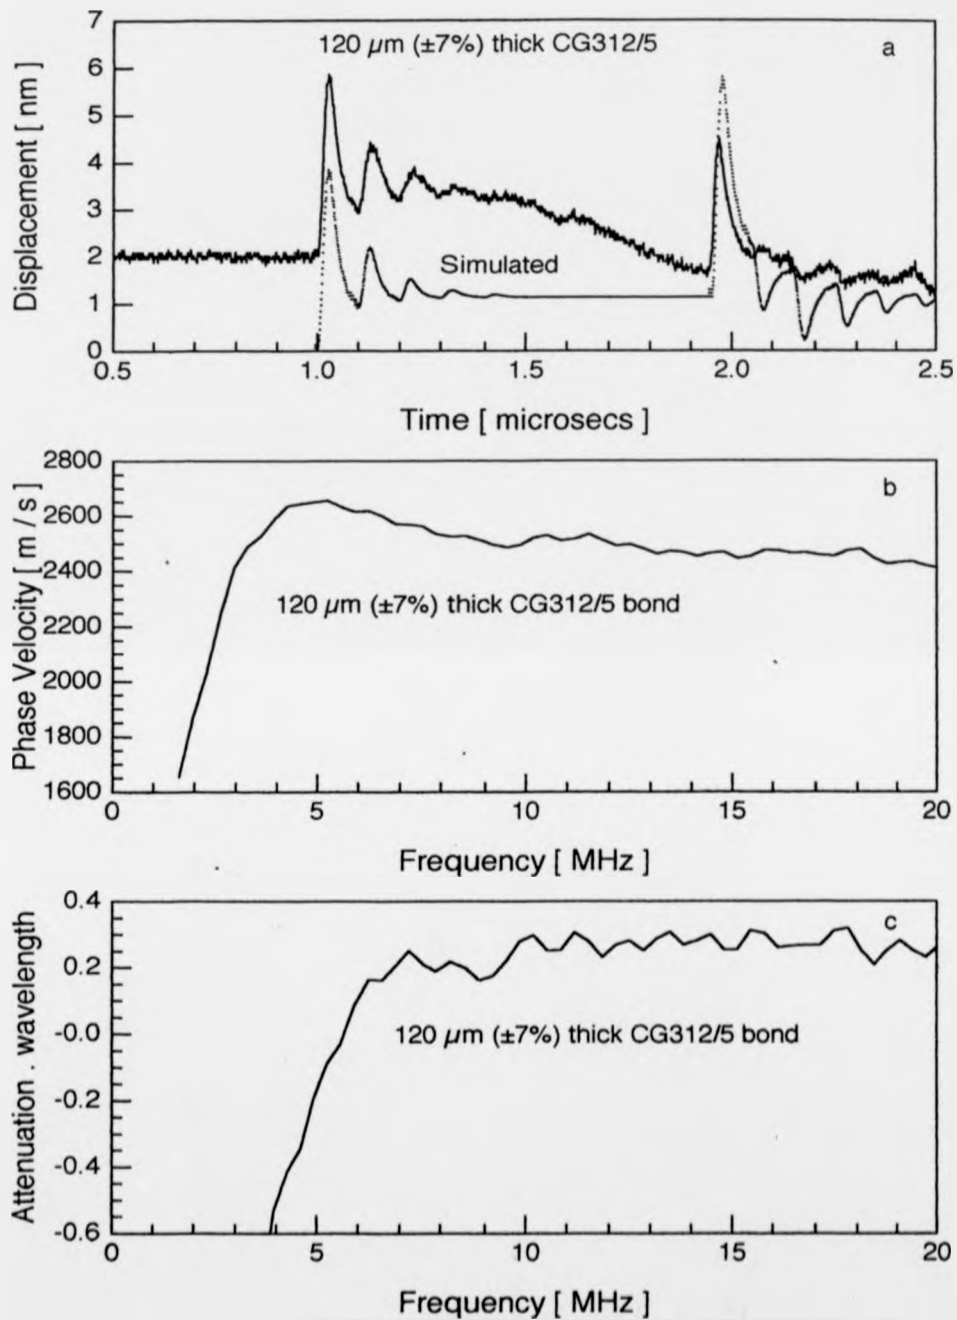 7
6
5
4
3
2
1
0
Displacement [ nm ]
120 µm (±7%) thick CG312/5
a
Simulated
0.5 1.0 1.5 2.0 2.5
Time [ microsecs ]
2800
2600
2400
2200
2000
1800
1600
Phase Velocity [ m / s ]
b
120 µm (±7%) thick CG312/5 bond
0 5 10 15 20
Frequency [ MHz ]
0.4
0.2
-0.0
-0.2
-0.4
-0.6
Attenuation . wavelength
c
120 µm (±7%) thick CG312/5 bond
0 5 10 15 20
Frequency [ MHz ]